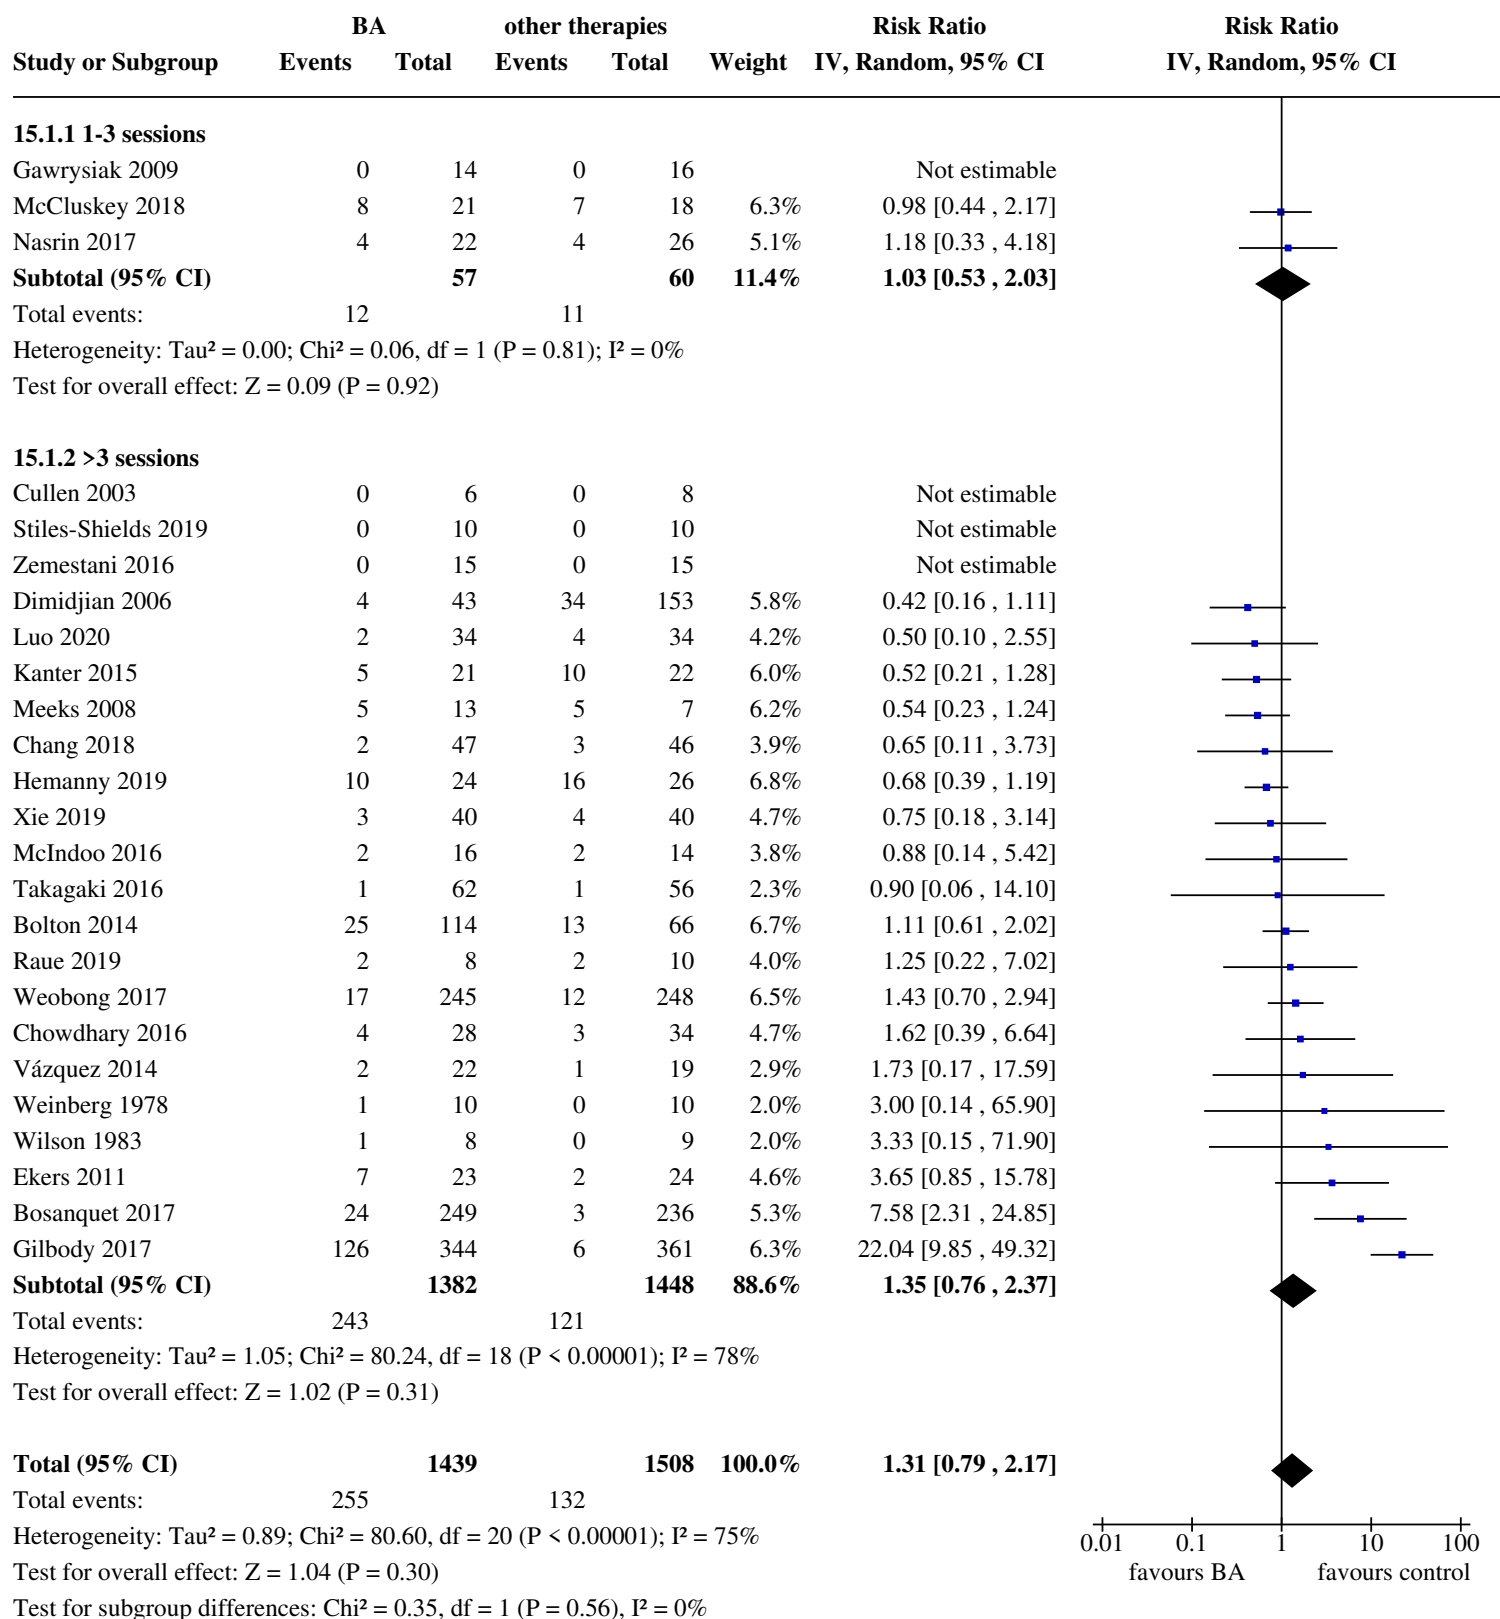 BA other therapies Risk Ratio Risk Ratio
Study or Subgroup Events Total Events Total Weight IV, Random, 95% CI IV, Random, 95% CI
15.1.1 1-3 sessions
Gawrysiak 2009 0 14 0 16 Not estimable
McCluskey 2018 8 21 7 18 6.3% 0.98 [0.44 , 2.17]
Nasrin 2017 4 22 4 26 5.1% 1.18 [0.33 , 4.18]
Subtotal (95% CI) 57 60 11.4% 1.03 [0.53 , 2.03]
Total events: 12 11
Heterogeneity: Tau² = 0.00; Chi² = 0.06, df = 1 (P = 0.81); I² = 0%
Test for overall effect: Z = 0.09 (P = 0.92)
15.1.2 >3 sessions
Cullen 2003 0 6 0 8 Not estimable
Stiles-Shields 2019 0 10 0 10 Not estimable
Zemestani 2016 0 15 0 15 Not estimable
Dimidjian 2006 4 43 34 153 5.8% 0.42 [0.16 , 1.11]
Luo 2020 2 34 4 34 4.2% 0.50 [0.10 , 2.55]
Kanter 2015 5 21 10 22 6.0% 0.52 [0.21 , 1.28]
Meeks 2008 5 13 5 7 6.2% 0.54 [0.23 , 1.24]
Chang 2018 2 47 3 46 3.9% 0.65 [0.11 , 3.73]
Hemanny 2019 10 24 16 26 6.8% 0.68 [0.39 , 1.19]
Xie 2019 3 40 4 40 4.7% 0.75 [0.18 , 3.14]
McIndoo 2016 2 16 2 14 3.8% 0.88 [0.14 , 5.42]
Takagaki 2016 1 62 1 56 2.3% 0.90 [0.06 , 14.10]
Bolton 2014 25 114 13 66 6.7% 1.11 [0.61 , 2.02]
Raue 2019 2 8 2 10 4.0% 1.25 [0.22 , 7.02]
Weobong 2017 17 245 12 248 6.5% 1.43 [0.70 , 2.94]
Chowdhary 2016 4 28 3 34 4.7% 1.62 [0.39 , 6.64]
Vázquez 2014 2 22 1 19 2.9% 1.73 [0.17 , 17.59]
Weinberg 1978 1 10 0 10 2.0% 3.00 [0.14 , 65.90]
Wilson 1983 1 8 0 9 2.0% 3.33 [0.15 , 71.90]
Ekers 2011 7 23 2 24 4.6% 3.65 [0.85 , 15.78]
Bosanquet 2017 24 249 3 236 5.3% 7.58 [2.31 , 24.85]
Gilbody 2017 126 344 6 361 6.3% 22.04 [9.85 , 49.32]
Subtotal (95% CI) 1382 1448 88.6% 1.35 [0.76 , 2.37]
Total events: 243 121
Heterogeneity: Tau² = 1.05; Chi² = 80.24, df = 18 (P < 0.00001); I² = 78%
Test for overall effect: Z = 1.02 (P = 0.31)
Total (95% CI) 1439 1508 100.0% 1.31 [0.79 , 2.17]
Total events: 255 132
Heterogeneity: Tau² = 0.89; Chi² = 80.60, df = 20 (P < 0.00001); I² = 75%
0.01 0.1 1 10 100
Test for overall effect: Z = 1.04 (P = 0.30) favours BA favours control
Test for subgroup differences: Chi² = 0.35, df = 1 (P = 0.56), I² = 0%